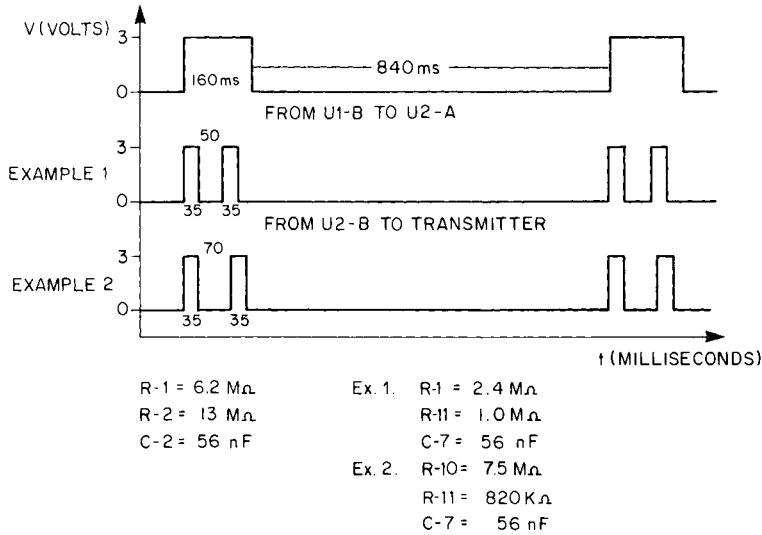 V (VOLTS)
3
0
160ms
840ms
FROM U1-B TO U2-A
EXAMPLE 1
3
0
50
35 35
FROM U2-B TO TRANSMITTER
EXAMPLE 2
3
0
70
35 35
t (MILLISECONDS)
R-1 = 6.2 MΩ
R-2 = 13 MΩ
C-2 = 56 nF
Ex. 1. R-1 = 2.4 MΩ
R-11 = 1.0 MΩ
C-7 = 56 nF
Ex. 2. R-10 = 7.5 MΩ
R-11 = 820 KΩ
C-7 = 56 nF